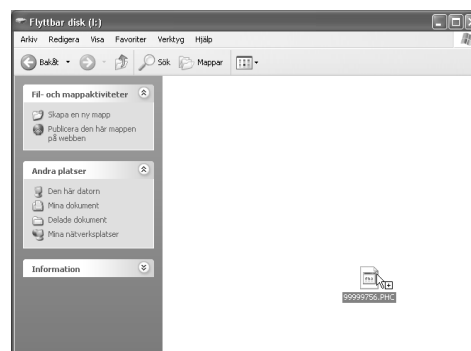 Flyttbar disk (I:)
Arkiv Redigera Visa Favoriter Verktyg Hjälp
Bakåt Sök Mappar
Fil- och mappaktiviteter
Skapa en ny mapp
Publicera den här mappen
på webben
Andra platser
Den här datorn
Mina dokument
Delade dokument
Mina nätverksplatser
Information
99999756.PHC